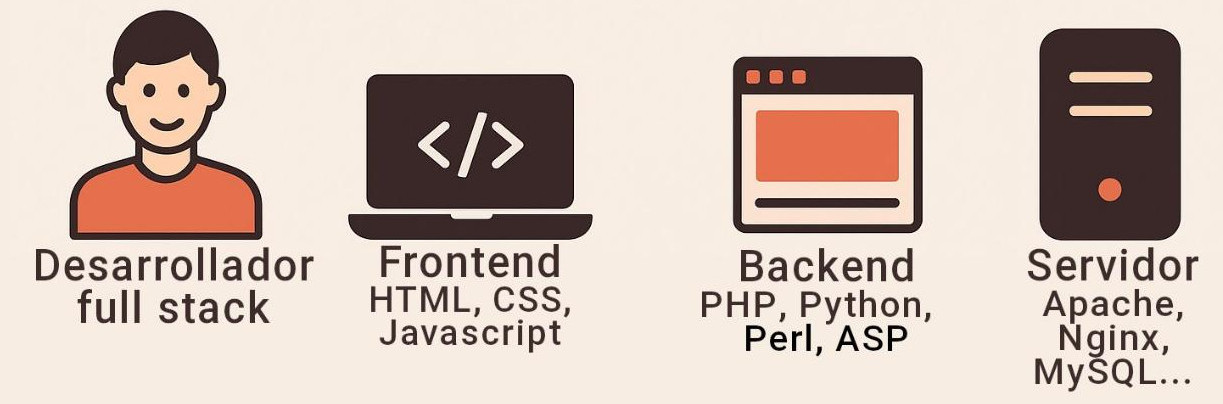 Desarrollador
full stack
Frontend
HTML, CSS,
Javascript
Backend
PHP, Python,
Perl, ASP
Servidor
Apache,
Nginx,
MySQL...